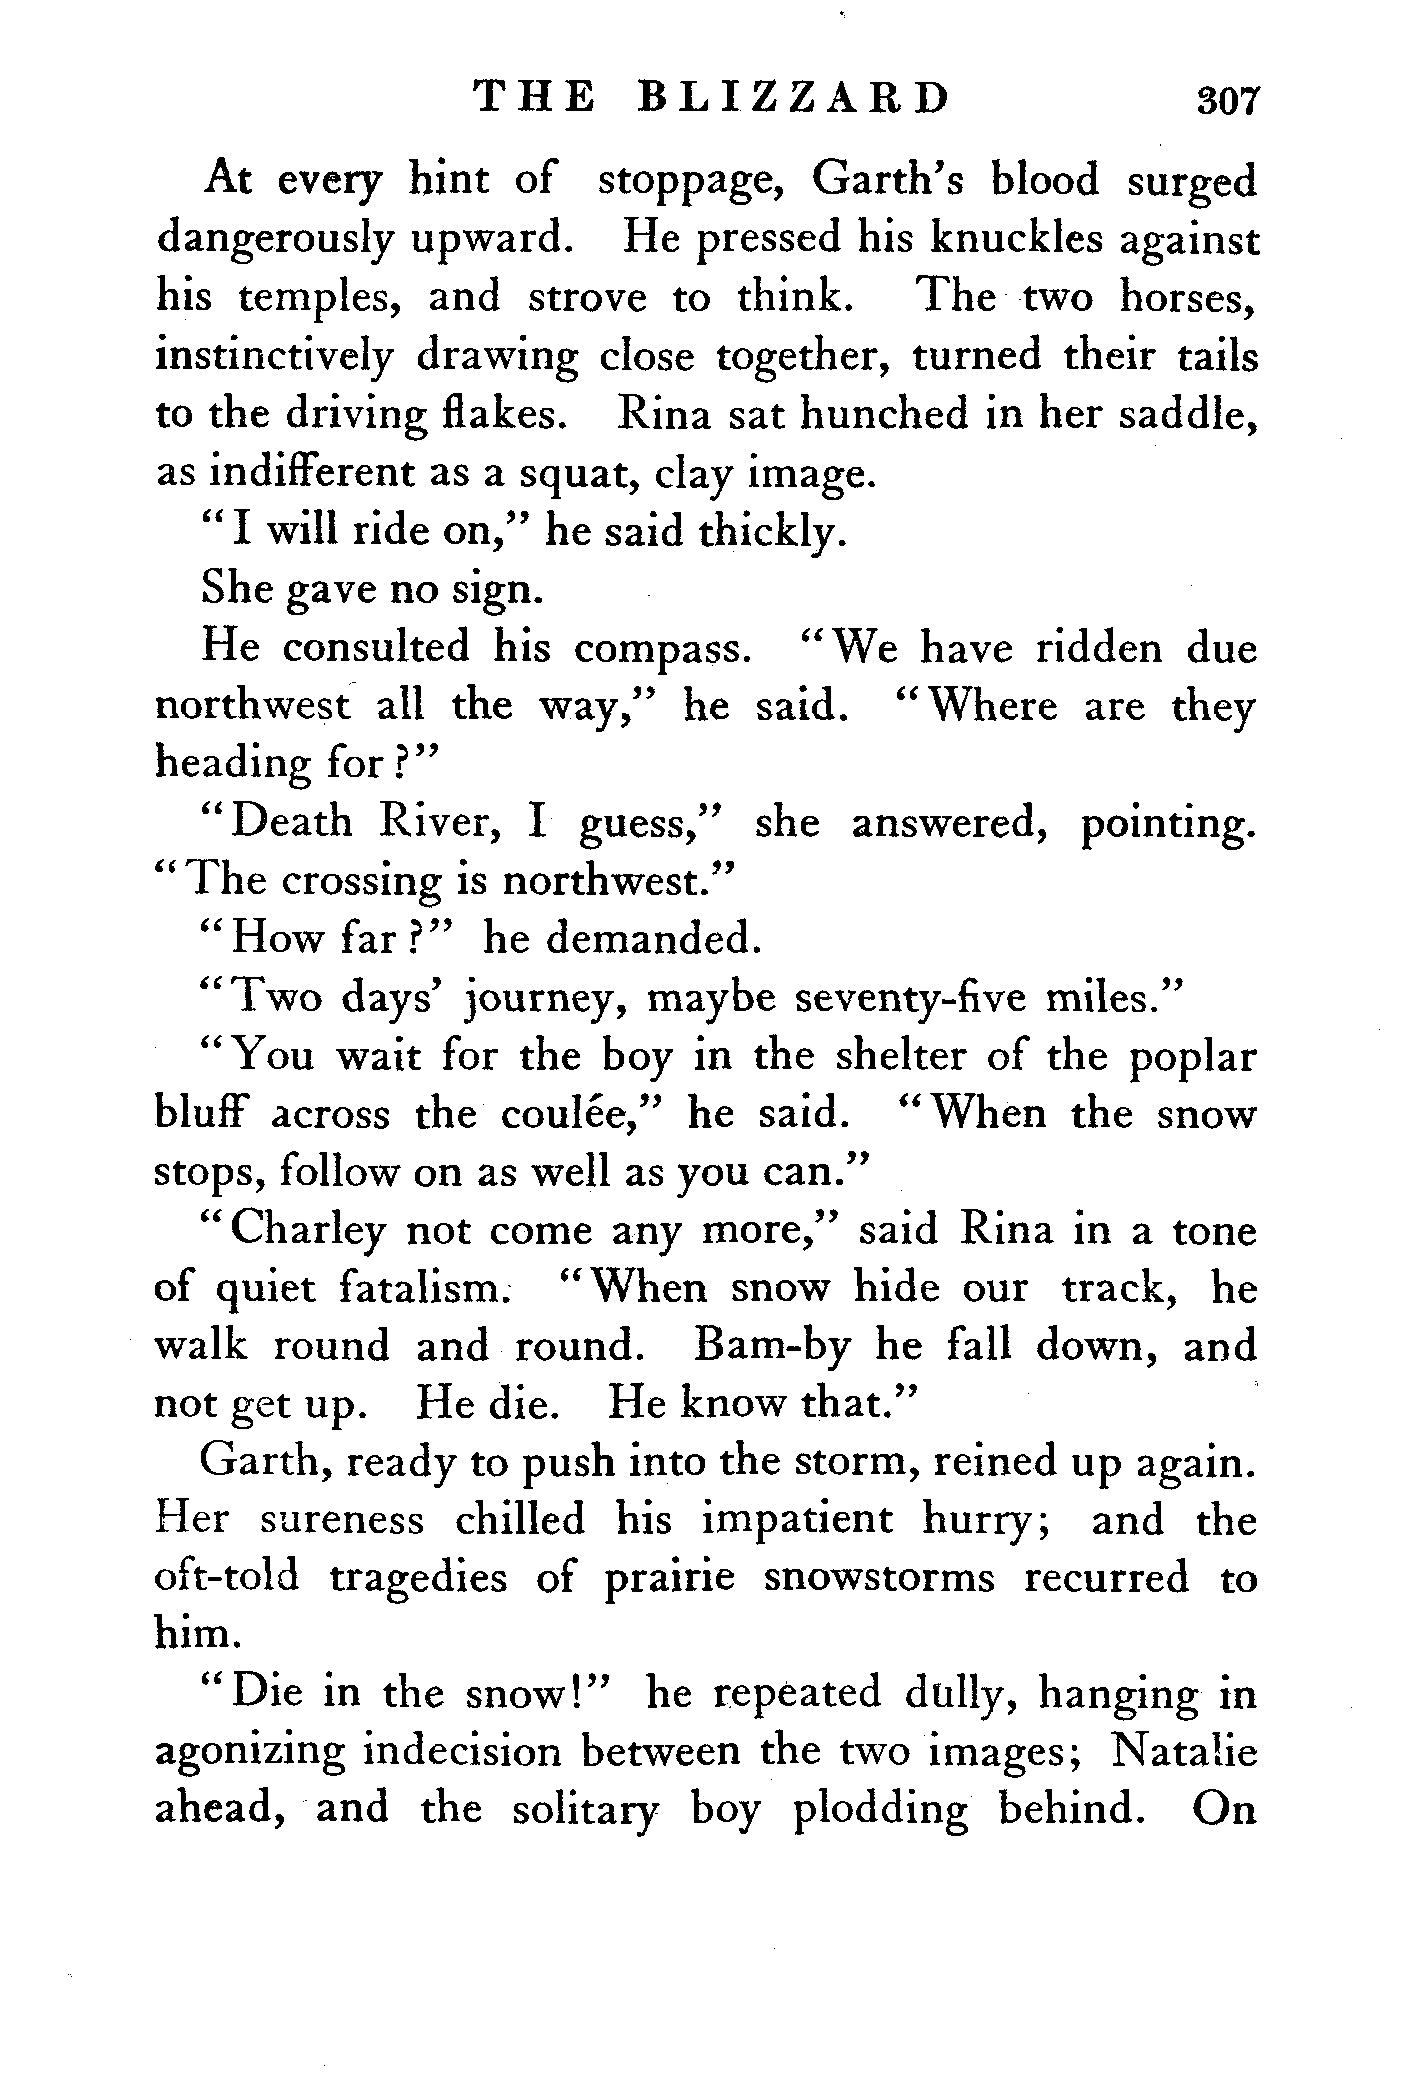 THE BLIZZARD 307
At every hint of stoppage, Garth's blood surged
dangerously upward. He pressed his knuckles against
his temples, and strove to think. The two horses,
instinctively drawing close together, turned their tails
to the driving flakes. Rina sat hunched in her saddle,
as indifferent as a squat, clay image.
"I will ride on," he said thickly.
She gave no sign.
He consulted his compass. "We have ridden due
northwest all the way," he said. "Where are they
heading for?"
"Death River, I guess," she answered, pointing.
"The crossing is northwest."
"How far?" he demanded.
"Two days' journey, maybe seventy-five miles."
"You wait for the boy in the shelter of the poplar
bluff across the coulée," he said. "When the snow
stops, follow on as well as you can."
"Charley not come any more," said Rina in a tone
of quiet fatalism. "When snow hide our track, he
walk round and round. Bam-by he fall down, and
not get up. He die. He know that."
Garth, ready to push into the storm, reined up again.
Her sureness chilled his impatient hurry; and the
oft-told tragedies of prairie snowstorms recurred to
him.
"Die in the snow!" he repeated dully, hanging in
agonizing indecision between the two images; Natalie
ahead, and the solitary boy plodding behind. On